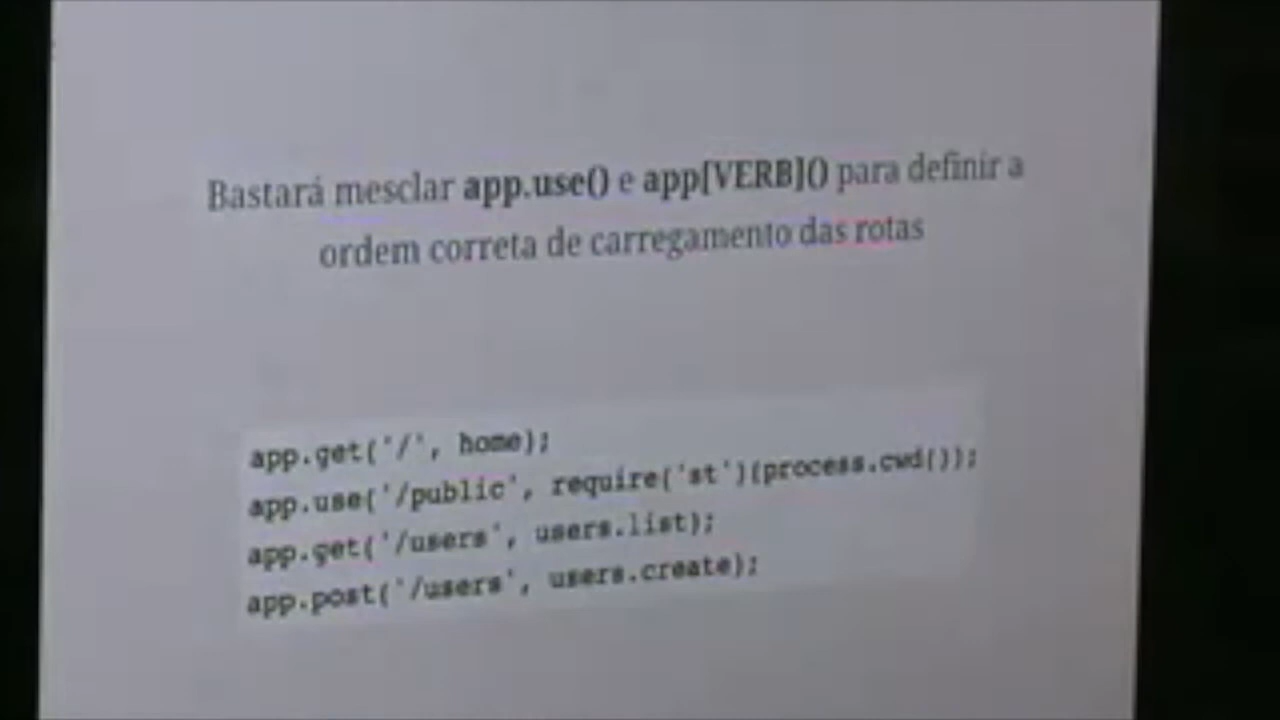 Bastará mesclar app.use() e app[VERB]() para definir a
ordem correta de carregamento das rotas
app.get('/', home);
app.use('/public', require('st')(process.cwd());
app.get('/users', users.list);
app.post('/users', users.create);